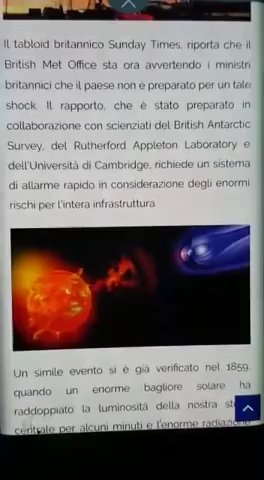 Il tabloid britannico Sunday Times, riporta che il
British Met Office sta ora avvertendo i ministri
britannici che il paese non è preparato per un tale
shock. Il rapporto, che è stato preparato in
collaborazione con scienziati del British Antarctic
Survey, del Rutherford Appleton Laboratory e
dell'Università di Cambridge, richiede un sistema
di allarme rapido in considerazione degli enormi
rischi per l'intera infrastruttura.
Un simile evento si è già verificato nel 1859,
quando un enorme bagliore solare ha
raddoppiato la luminosità della nostra
centrale per alcuni minuti e l'enorme